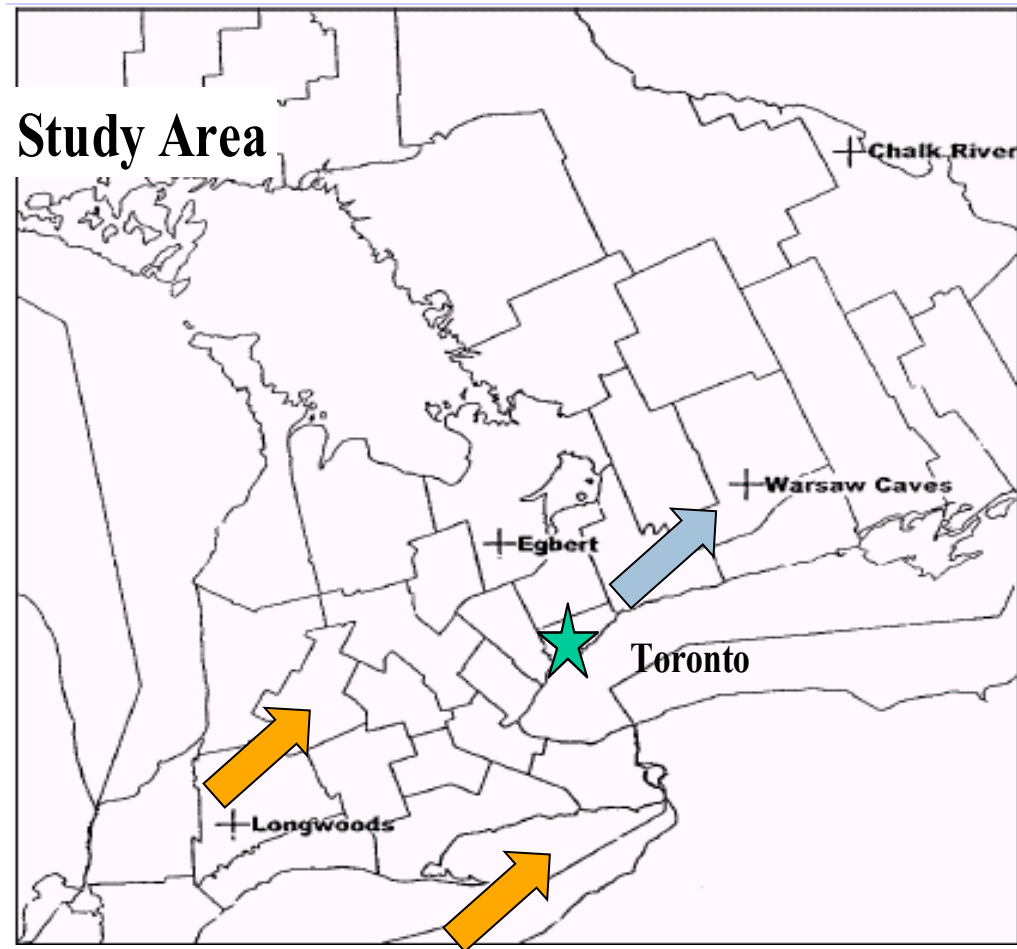 Study Area
Chalk River
Warsaw Caves
Egbert
Toronto
Longwoods